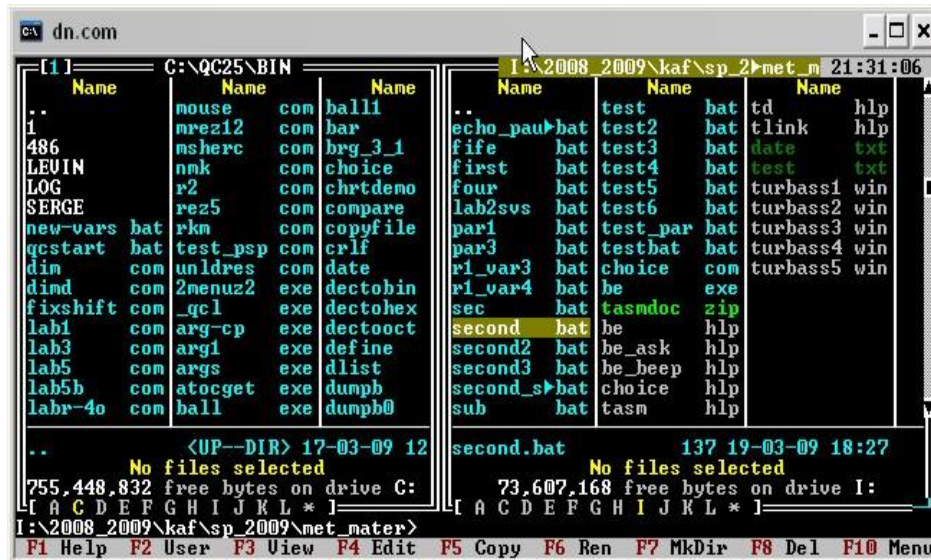 dn.com
[1] C:\QC25\BIN
Name Name Name
.. mouse com ball1
1 mrez12 com bar
486 msherc com brg_3_1
LEVIN nmk com choice
LOG r2 com chrtdemo
SERGE rez5 com compare
new-vars bat rkm com copyfile
qcstart bat test_psp com crlf
dim com unldres com date
dimd com 2menuz2 exe dectobin
fixshift com _qcl exe dectohex
lab1 com arg-cp exe dectooct
lab3 com arg1 exe define
lab5 com args exe dlist
lab5b com atocget exe dumpb
labr-4o com ball exe dumpb0
.. <UP--DIR> 17-03-09 12
No files selected
755,448,832 free bytes on drive C:
[ A C D E F G H I J K L * ]
I:\2008_2009\kaf\sp_2►met_m 21:31:06
Name Name Name
.. test bat td hlp
echo_pau►bat test2 bat tlink hlp
fife bat test3 bat date txt
first bat test4 bat test txt
four bat test5 bat turbass1 win
lab2svs bat test6 bat turbass2 win
par1 bat test_par bat turbass3 win
par3 bat testbat bat turbass4 win
r1_var3 bat choice com turbass5 win
r1_var4 bat be exe
sec bat tasmdoc zip
second bat be hlp
second2 bat be_ask hlp
second3 bat be_beep hlp
second_s►bat choice hlp
sub bat tasm hlp
second.bat 137 19-03-09 18:27
No files selected
73,607,168 free bytes on drive I:
[ A C D E F G H I J K L * ]
I:\2008_2009\kaf\sp_2009\met_mater>
F1 Help F2 User F3 View F4 Edit F5 Copy F6 Ren F7 MkDir F8 Del F10 Menu